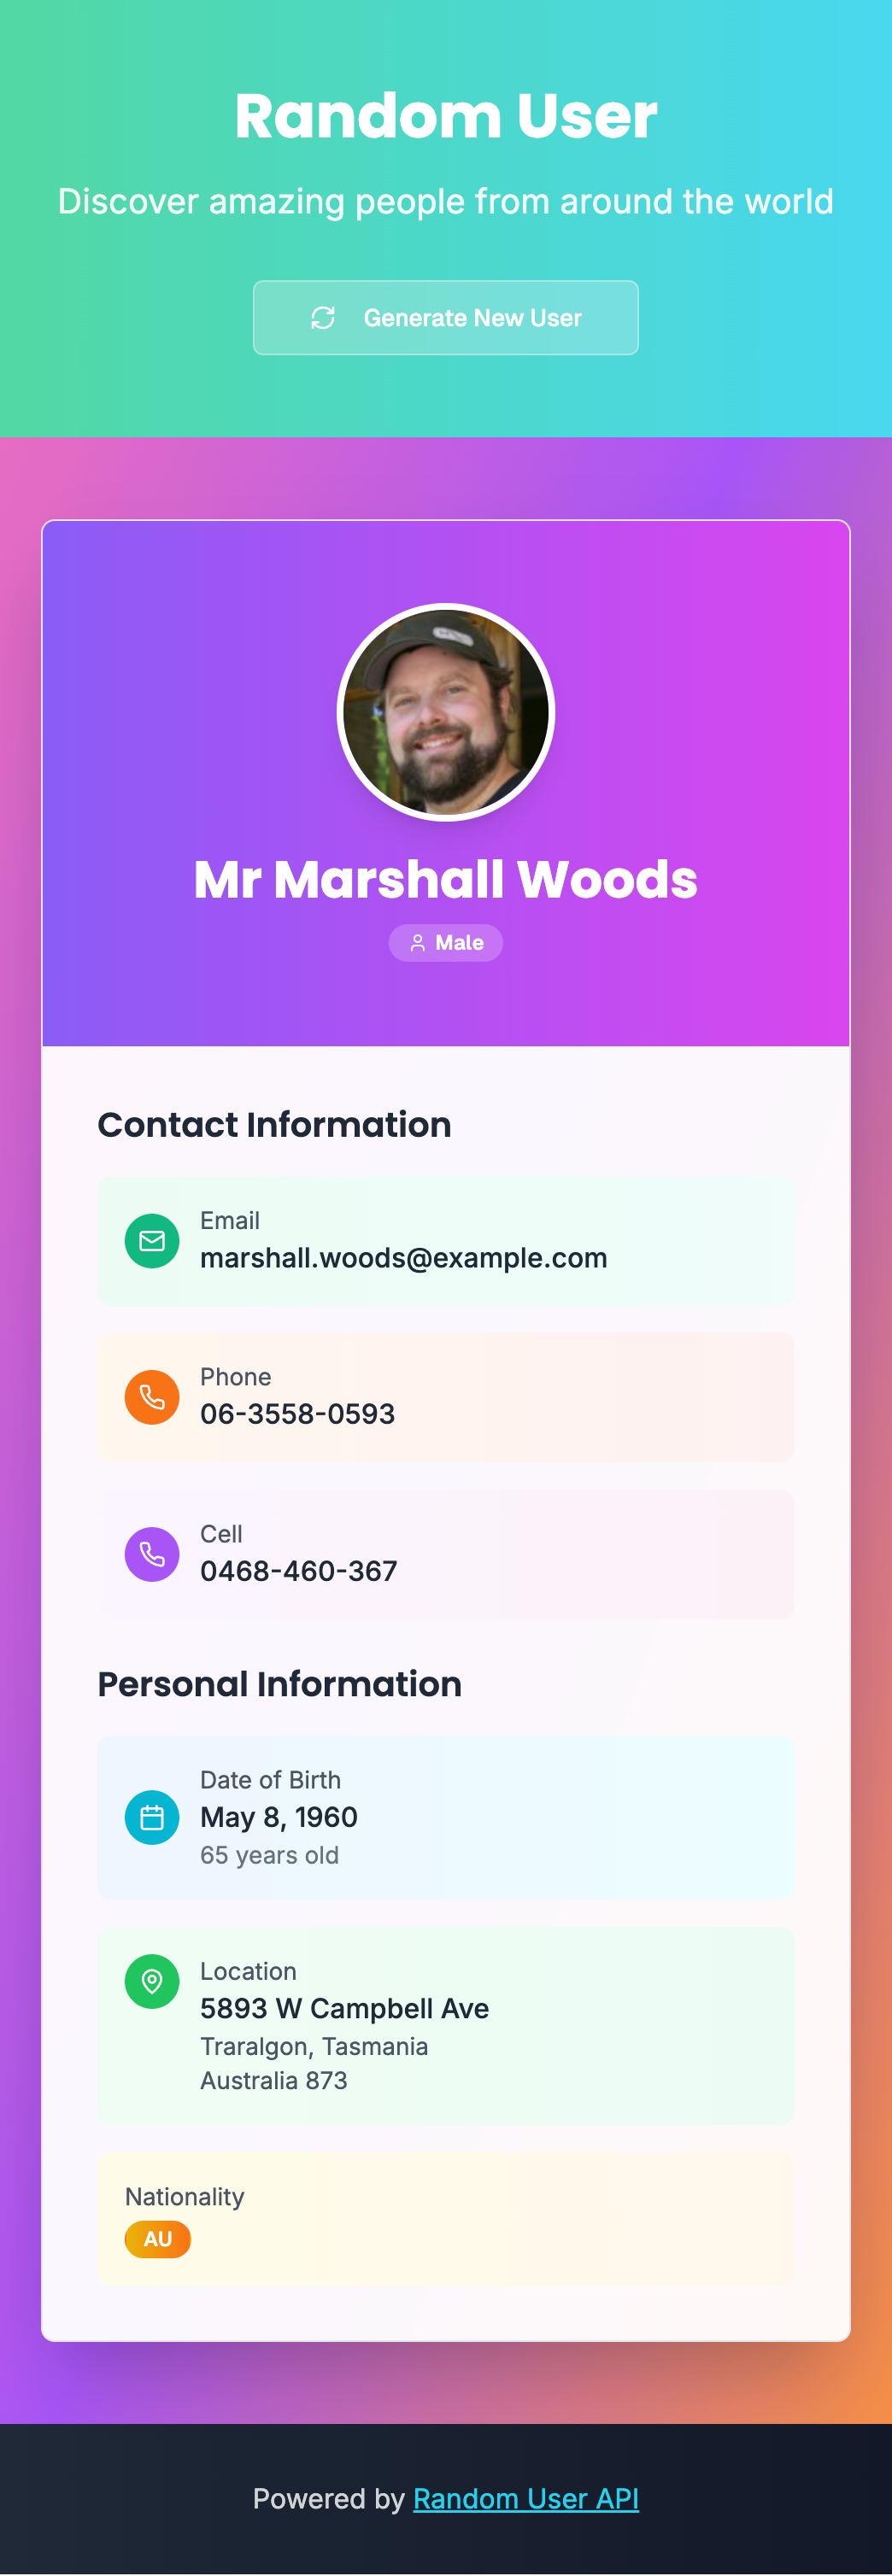 Random User
Discover amazing people from around the world
Generate New User
Mr Marshall Woods
Male
Contact Information
Email
marshall.woods@example.com
Phone
06-3558-0593
Cell
0468-460-367
Personal Information
Date of Birth
May 8, 1960
65 years old
Location
5893 W Campbell Ave
Traralgon, Tasmania
Australia 873
Nationality
AU
Powered by Random User API